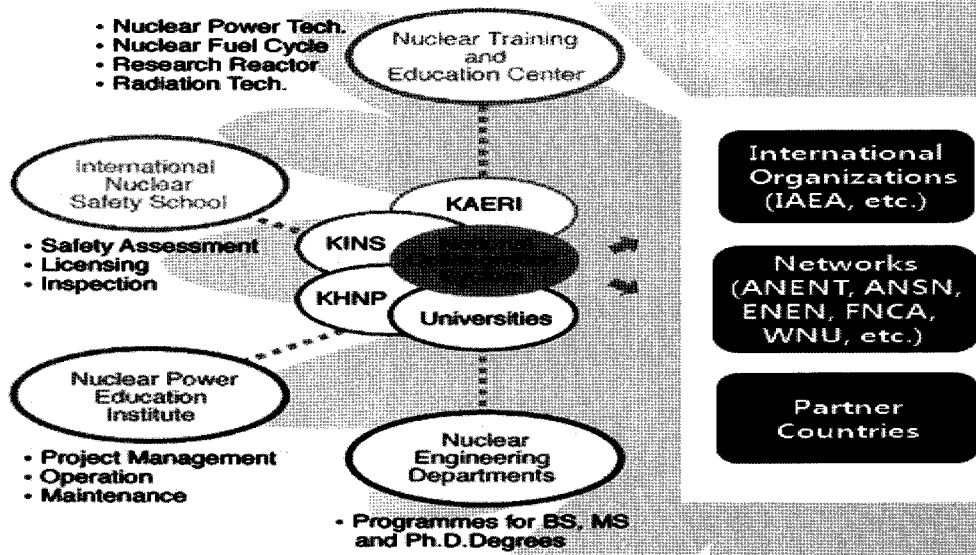 • Nuclear Power Tech.
• Nuclear Fuel Cycle
• Research Reactor
• Radiation Tech.
Nuclear Training
and
Education Center
International
Nuclear
Safety School
• Safety Assessment
• Licensing
• Inspection
KAERI
KINS
KHNP
Universities
Nuclear Power
Education
Institute
• Project Management
• Operation
• Maintenance
Nuclear
Engineering
Departments
• Programmes for BS, MS
and Ph.D.Degrees
International
Organizations
(IAEA, etc.)
Networks
(ANENT, ANSN,
ENEN, FNCA,
WNU, etc.)
Partner
Countries